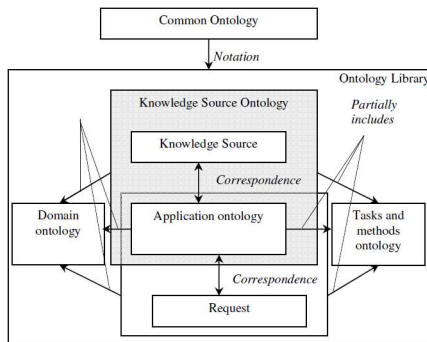 Common Ontology
Notation
Ontology Library
Knowledge Source Ontology
Partially
includes
Knowledge Source
Correspondence
Domain
ontology
Application ontology
Tasks and
methods
ontology
Correspondence
Request